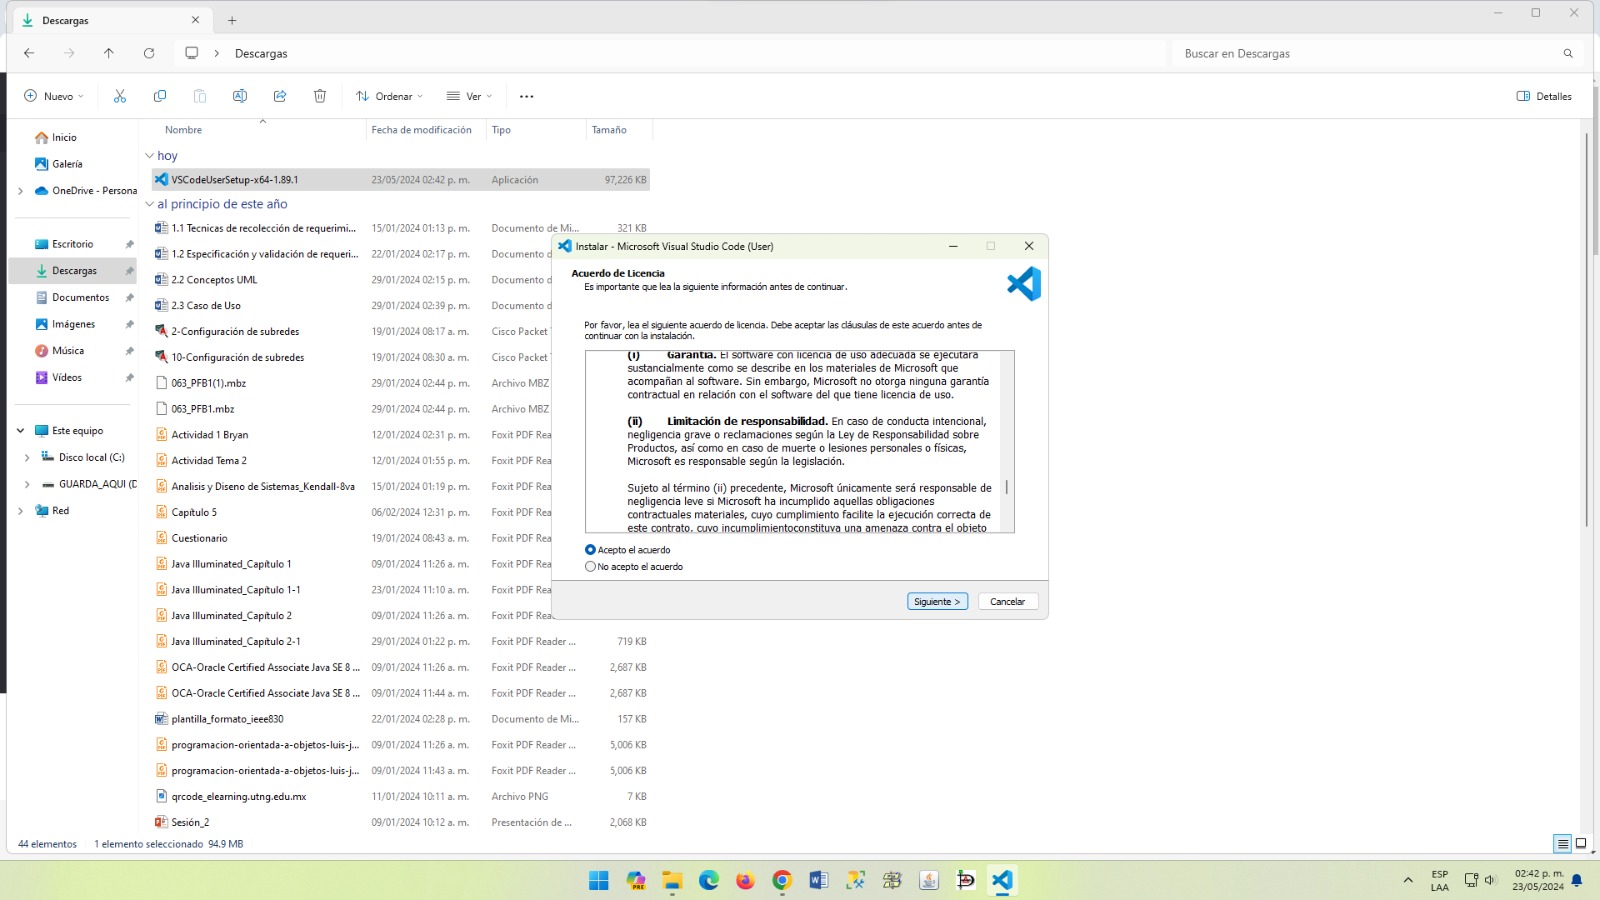 Descargas
Descargas
Buscar en Descargas
Nuevo
Ordenar
Ver
Detalles
Nombre
Fecha de modificación
Tipo
Tamaño
Inicio
Galería
OneDrive - Persona
Escritorio
Descargas
Documentos
Imágenes
Música
Vídeos
Este equipo
Disco local (C:)
GUARDA_AQUI (D
Red
hoy
VSCodeUserSetup-x64-1.89.1 23/05/2024 02:42 p. m. Aplicación 97,226 KB
al principio de este año
1.1 Tecnicas de recolección de requerimi... 15/01/2024 01:13 p. m. Documento de Mi... 321 KB
1.2 Especificación y validación de requeri... 22/01/2024 02:17 p. m. Documento d
2.2 Conceptos UML 29/01/2024 02:15 p. m. Documento d
2.3 Caso de Uso 29/01/2024 02:39 p. m. Documento d
2-Configuración de subredes 19/01/2024 08:17 a. m. Cisco Packet
10-Configuración de subredes 19/01/2024 08:30 a. m. Cisco Packet
063_PFB1(1).mbz 29/01/2024 02:44 p. m. Archivo MBZ
063_PFB1.mbz 29/01/2024 02:44 p. m. Archivo MBZ
Actividad 1 Bryan 12/01/2024 02:31 p. m. Foxit PDF Rea
Actividad Tema 2 12/01/2024 01:55 p. m. Foxit PDF Rea
Analisis y Diseno de Sistemas_Kendall-8va 15/01/2024 01:19 p. m. Foxit PDF Rea
Capítulo 5 06/02/2024 12:31 p. m. Foxit PDF Rea
Cuestionario 19/01/2024 08:43 a. m. Foxit PDF Rea
Java Illuminated_Capítulo 1 09/01/2024 11:26 a. m. Foxit PDF Rea
Java Illuminated_Capítulo 1-1 23/01/2024 11:10 a. m. Foxit PDF Rea
Java Illuminated_Capítulo 2 09/01/2024 11:26 a. m. Foxit PDF Rea
Java Illuminated_Capítulo 2-1 29/01/2024 01:22 p. m. Foxit PDF Reader ... 719 KB
OCA-Oracle Certified Associate Java SE 8 ... 09/01/2024 11:26 a. m. Foxit PDF Reader ... 2,687 KB
OCA-Oracle Certified Associate Java SE 8 ... 09/01/2024 11:44 a. m. Foxit PDF Reader ... 2,687 KB
plantilla_formato_ieee830 22/01/2024 02:28 p. m. Documento de Mi... 157 KB
programacion-orientada-a-objetos-luis-j... 09/01/2024 11:26 a. m. Foxit PDF Reader ... 5,006 KB
programacion-orientada-a-objetos-luis-j... 09/01/2024 11:43 a. m. Foxit PDF Reader ... 5,006 KB
qrcode_elearning.utng.edu.mx 11/01/2024 10:11 a. m. Archivo PNG 7 KB
Sesión_2 09/01/2024 10:12 a. m. Presentación de ... 2,068 KB
Instalar - Microsoft Visual Studio Code (User)
Acuerdo de Licencia
Es importante que lea la siguiente información antes de continuar.
Por favor, lea el siguiente acuerdo de licencia. Debe aceptar las cláusulas de este acuerdo antes de
continuar con la instalación.
(i) Garantía. El software con licencia de uso adecuada se ejecutará
sustancialmente como se describe en los materiales de Microsoft que
acompañan al software. Sin embargo, Microsoft no otorga ninguna garantía
contractual en relación con el software del que tiene licencia de uso.
(ii) Limitación de responsabilidad. En caso de conducta intencional,
negligencia grave o reclamaciones según la Ley de Responsabilidad sobre
Productos, así como en caso de muerte o lesiones personales o físicas,
Microsoft es responsable según la legislación.
Sujeto al término (ii) precedente, Microsoft únicamente será responsable de
negligencia leve si Microsoft ha incumplido aquellas obligaciones
contractuales materiales, cuyo cumplimiento facilite la ejecución correcta de
este contrato, cuyo incumplimientoconstituya una amenaza contra el objeto
Acepto el acuerdo
No acepto el acuerdo
Siguiente >
Cancelar
44 elementos
1 elemento seleccionado 94.9 MB
PRE
ESP
LAA
02:42 p. m.
23/05/2024